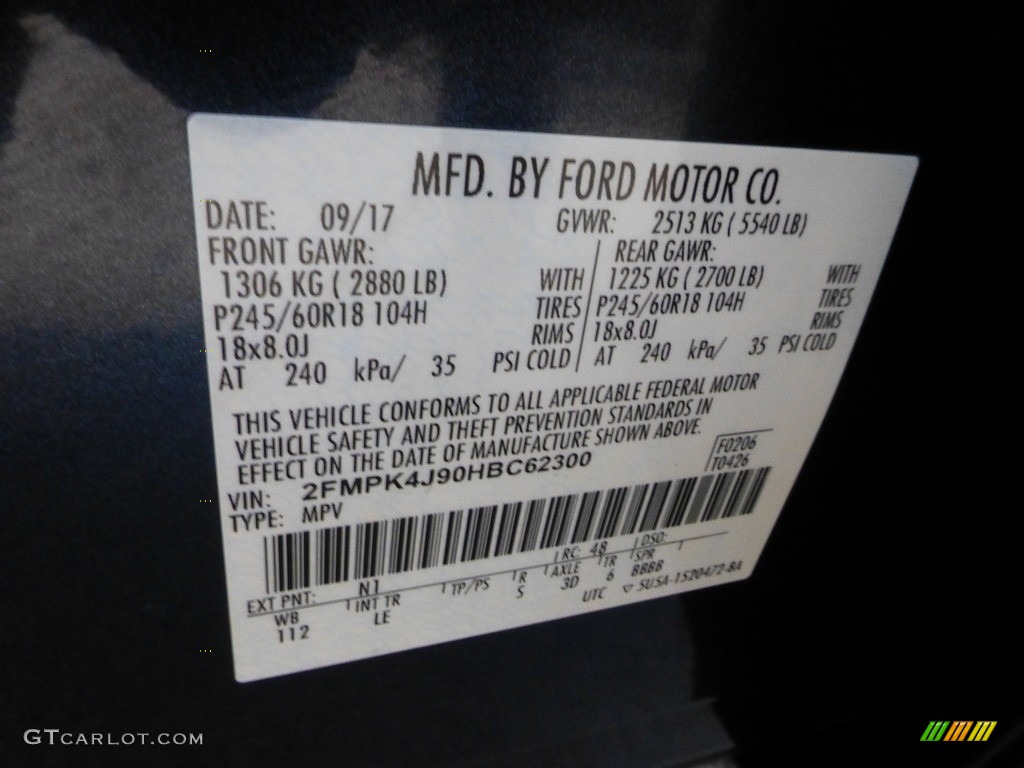 MFD. BY FORD MOTOR CO.
DATE: 09/17 GVWR: 2513 KG ( 5540 LB)
FRONT GAWR: REAR GAWR:
1306 KG ( 2880 LB) WITH 1225 KG ( 2700 LB) WITH
P245/60R18 104H TIRES P245/60R18 104H TIRES
18x8.0J RIMS 18x8.0J RIMS
AT 240 kPa/ 35 PSI COLD AT 240 kPa/ 35 PSI COLD
THIS VEHICLE CONFORMS TO ALL APPLICABLE FEDERAL MOTOR
VEHICLE SAFETY AND THEFT PREVENTION STANDARDS IN
EFFECT ON THE DATE OF MANUFACTURE SHOWN ABOVE.
F0206
T0426
VIN: 2FMPK4J90HBC62300
TYPE: MPV
EXT PNT: N1 RC: 48 DSO:
WB INT TR TP/PS R AXLE TR SPR
112 LE S 3D 6 BBBB
UTC ▽ 5USA-1520472-BA
GTCARLOT.COM